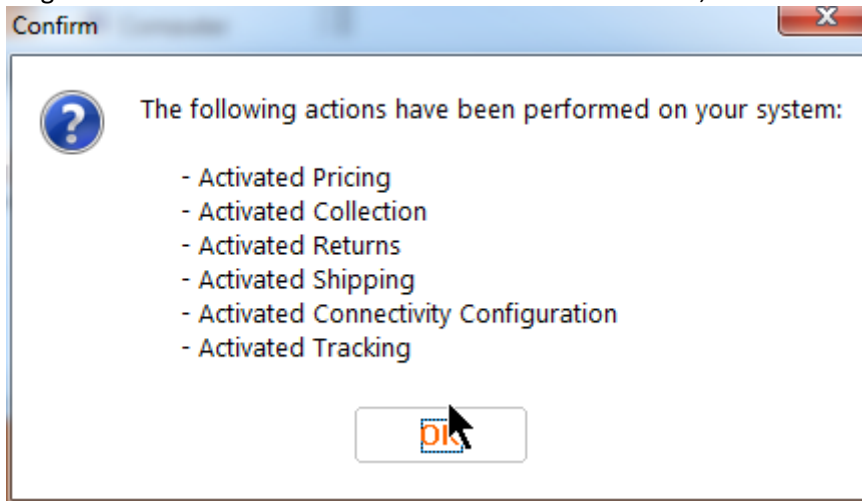 Confirm
The following actions have been performed on your system:
- Activated Pricing
- Activated Collection
- Activated Returns
- Activated Shipping
- Activated Connectivity Configuration
- Activated Tracking
OK